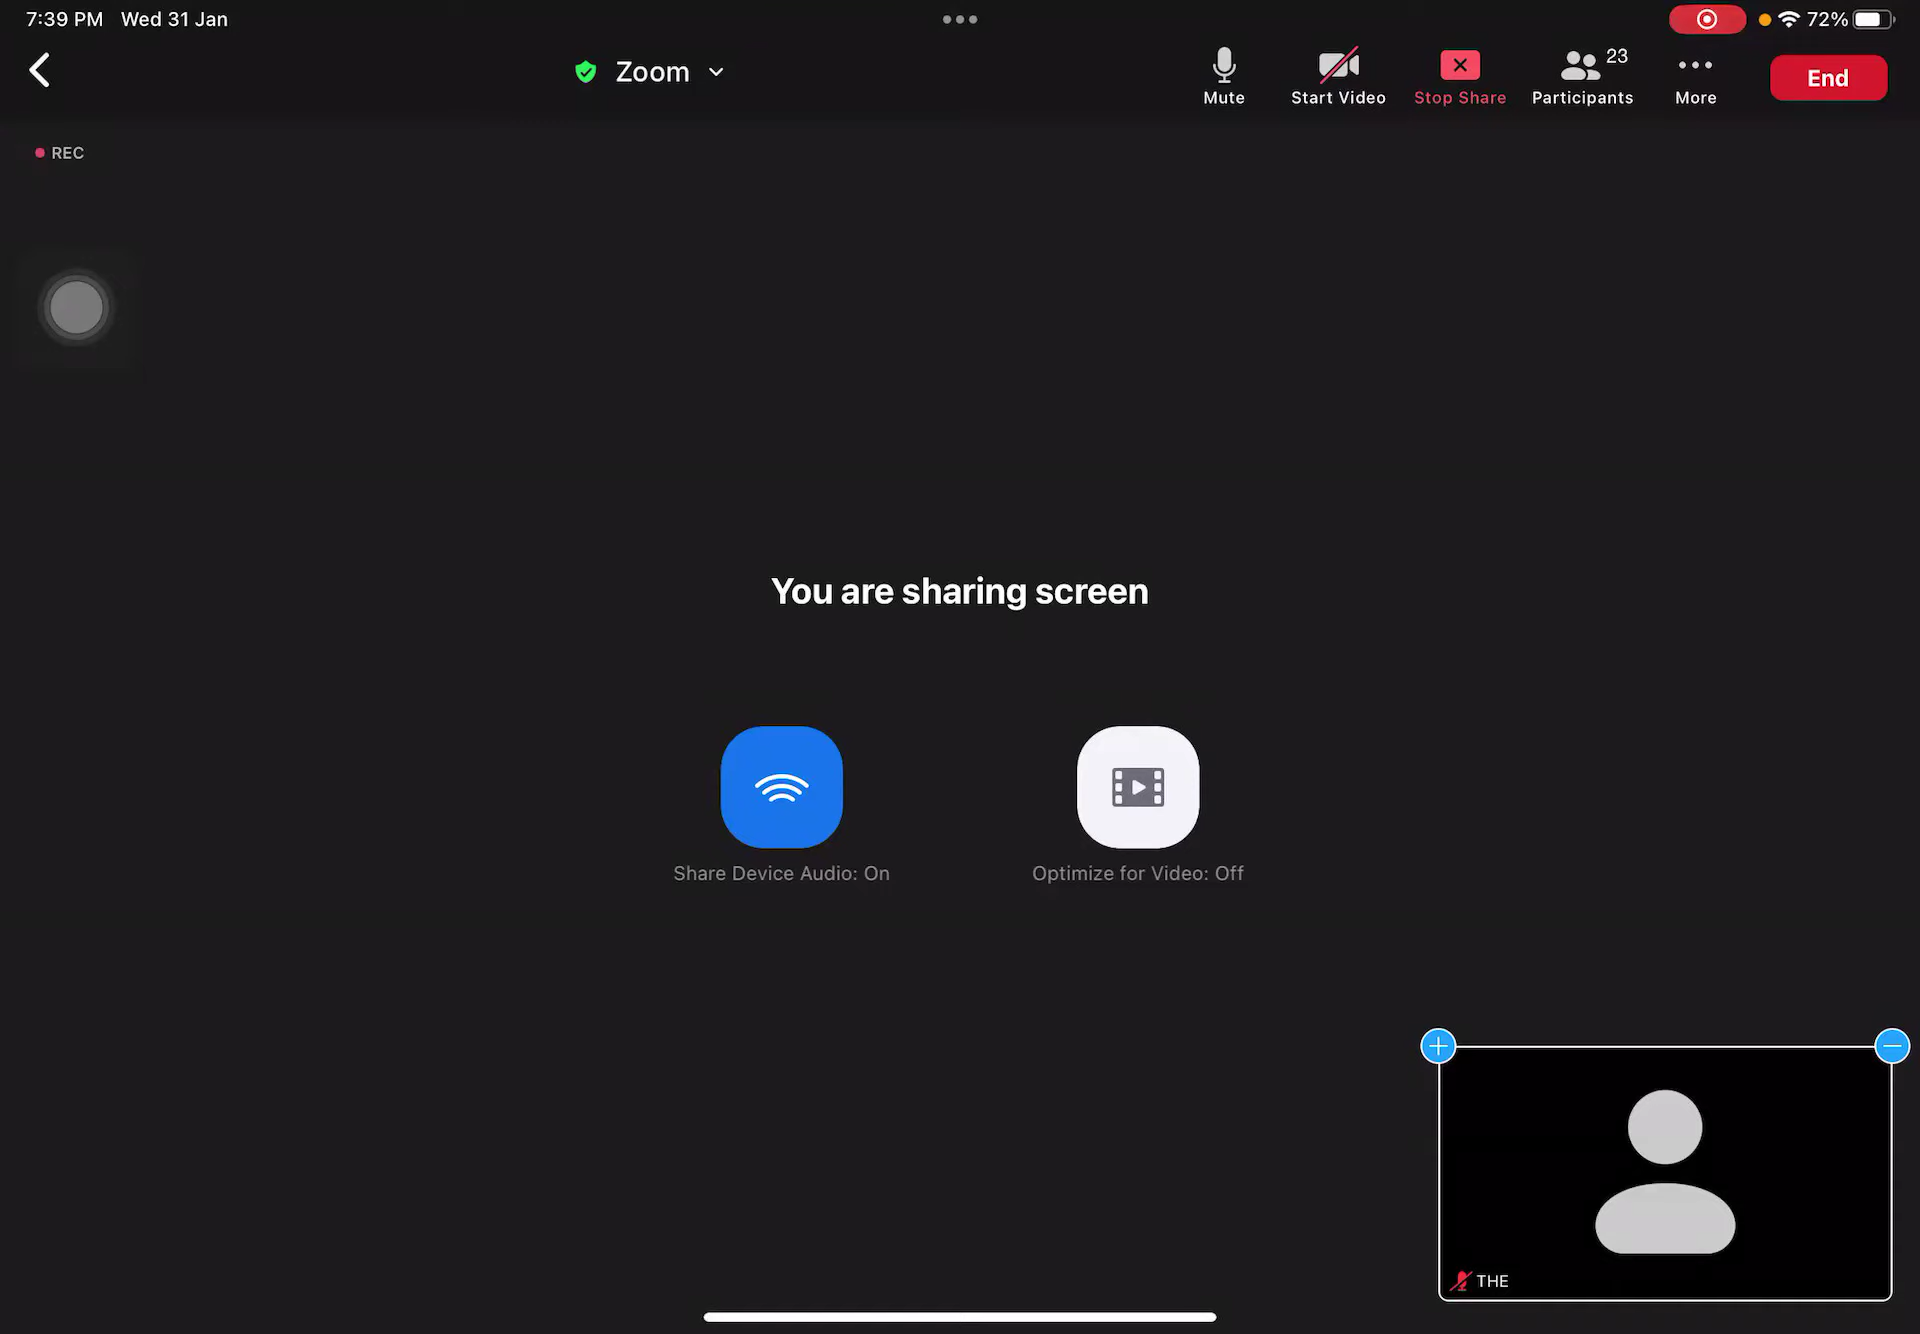 7:39 PM Wed 31 Jan
72%
Zoom
Mute
Start Video
Stop Share
23
Participants
More
End
REC
You are sharing screen
Share Device Audio: On
Optimize for Video: Off
THE